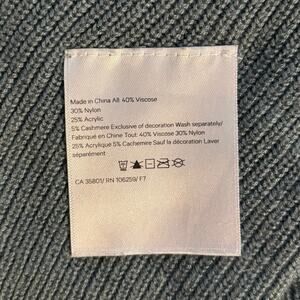 Made in China All: 40% Viscose
30% Nylon
25% Acrylic
5% Cashmere Exclusive of decoration Wash separately/
Fabriqué en Chine Tout: 40% Viscose 30% Nylon
25% Acrylique 5% Cachemire Sauf la décoration Laver
séparément
CA 35801/ RN 106259/ F7